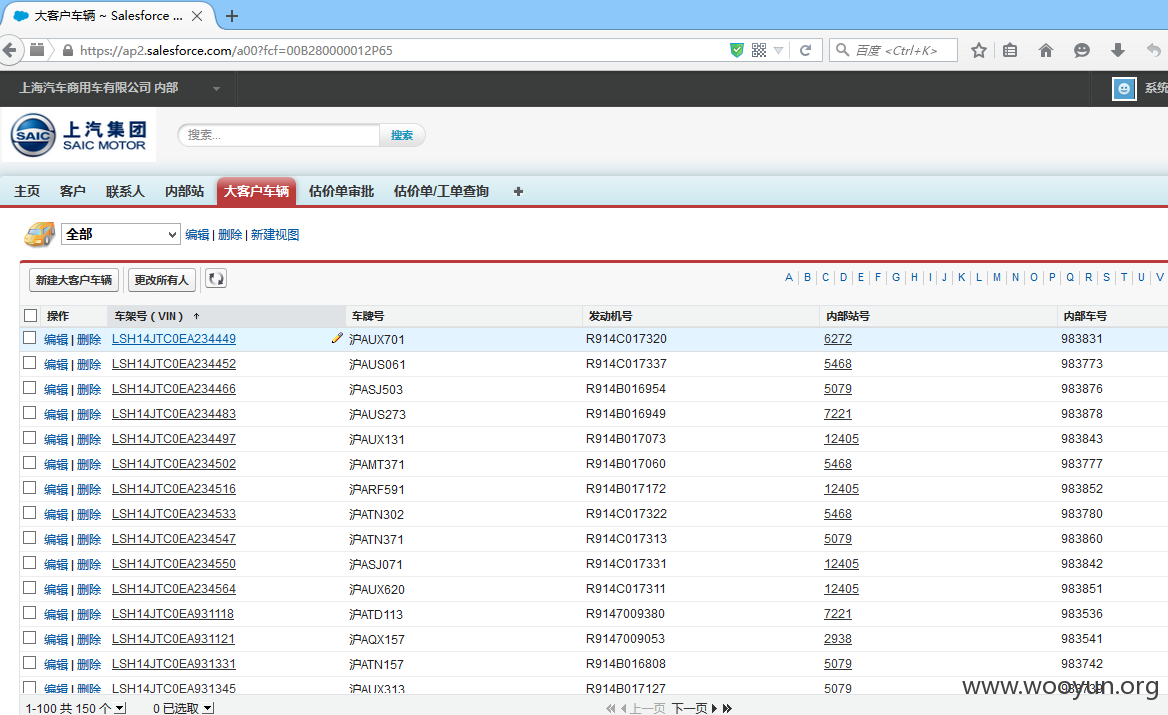 大客户车辆 ~ Salesforce ...
https://ap2.salesforce.com/a00?fcf=00B280000012P65
百度 <Ctrl+K>
上海汽车商用车有限公司 内部
系统
SAIC 上汽集团
SAIC MOTOR
搜索... 搜索
主页 客户 联系人 内部站 大客户车辆 估价单审批 估价单/工单查询
全部 编辑 | 删除 | 新建视图
新建大客户车辆 更改所有人 A | B | C | D | E | F | G | H | I | J | K | L | M | N | O | P | Q | R | S | T | U | V
操作 车架号（VIN）↑ 车牌号 发动机号 内部站号 内部车号
编辑 | 删除 LSH14JTC0EA234449 沪AUX701 R914C017320 6272 983831
编辑 | 删除 LSH14JTC0EA234452 沪AUS061 R914C017337 5468 983773
编辑 | 删除 LSH14JTC0EA234466 沪ASJ503 R914B016954 5079 983876
编辑 | 删除 LSH14JTC0EA234483 沪AUS273 R914B016949 7221 983878
编辑 | 删除 LSH14JTC0EA234497 沪AUX131 R914B017073 12405 983843
编辑 | 删除 LSH14JTC0EA234502 沪AMT371 R914B017060 5468 983777
编辑 | 删除 LSH14JTC0EA234516 沪ARF591 R914B017172 12405 983852
编辑 | 删除 LSH14JTC0EA234533 沪ATN302 R914C017322 5468 983780
编辑 | 删除 LSH14JTC0EA234547 沪ATN371 R914C017313 5079 983860
编辑 | 删除 LSH14JTC0EA234550 沪ASJ071 R914C017331 12405 983842
编辑 | 删除 LSH14JTC0EA234564 沪AUX620 R914C017311 12405 983851
编辑 | 删除 LSH14JTC0EA931118 沪ATD113 R9147009380 7221 983536
编辑 | 删除 LSH14JTC0EA931121 沪AQX157 R9147009053 2938 983541
编辑 | 删除 LSH14JTC0EA931331 沪ATN157 R914B016808 5079 983742
编辑 | 删除 LSH14JTC0EA931345 沪AUX313 R914B017127 5079
www.wooyun.org
1-100 共 150 个 0 已选取 上一页 下一页